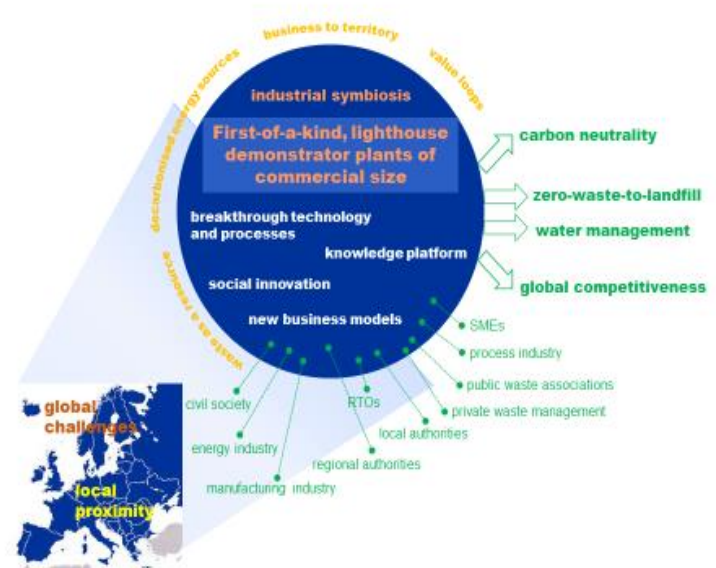 business to territory
decarbonised energy sources
value loops
industrial symbiosis
First-of-a-kind, lighthouse
demonstrator plants of
commercial size
carbon neutrality
zero-waste-to-landfill
breakthrough technology
and processes
water management
knowledge platform
waste as a resource
social innovation
global competitiveness
new business models
SMEs
process industry
public waste associations
civil society
RTOs
private waste management
global
challenges
local authorities
energy industry
regional authorities
manufacturing industry
local
proximity